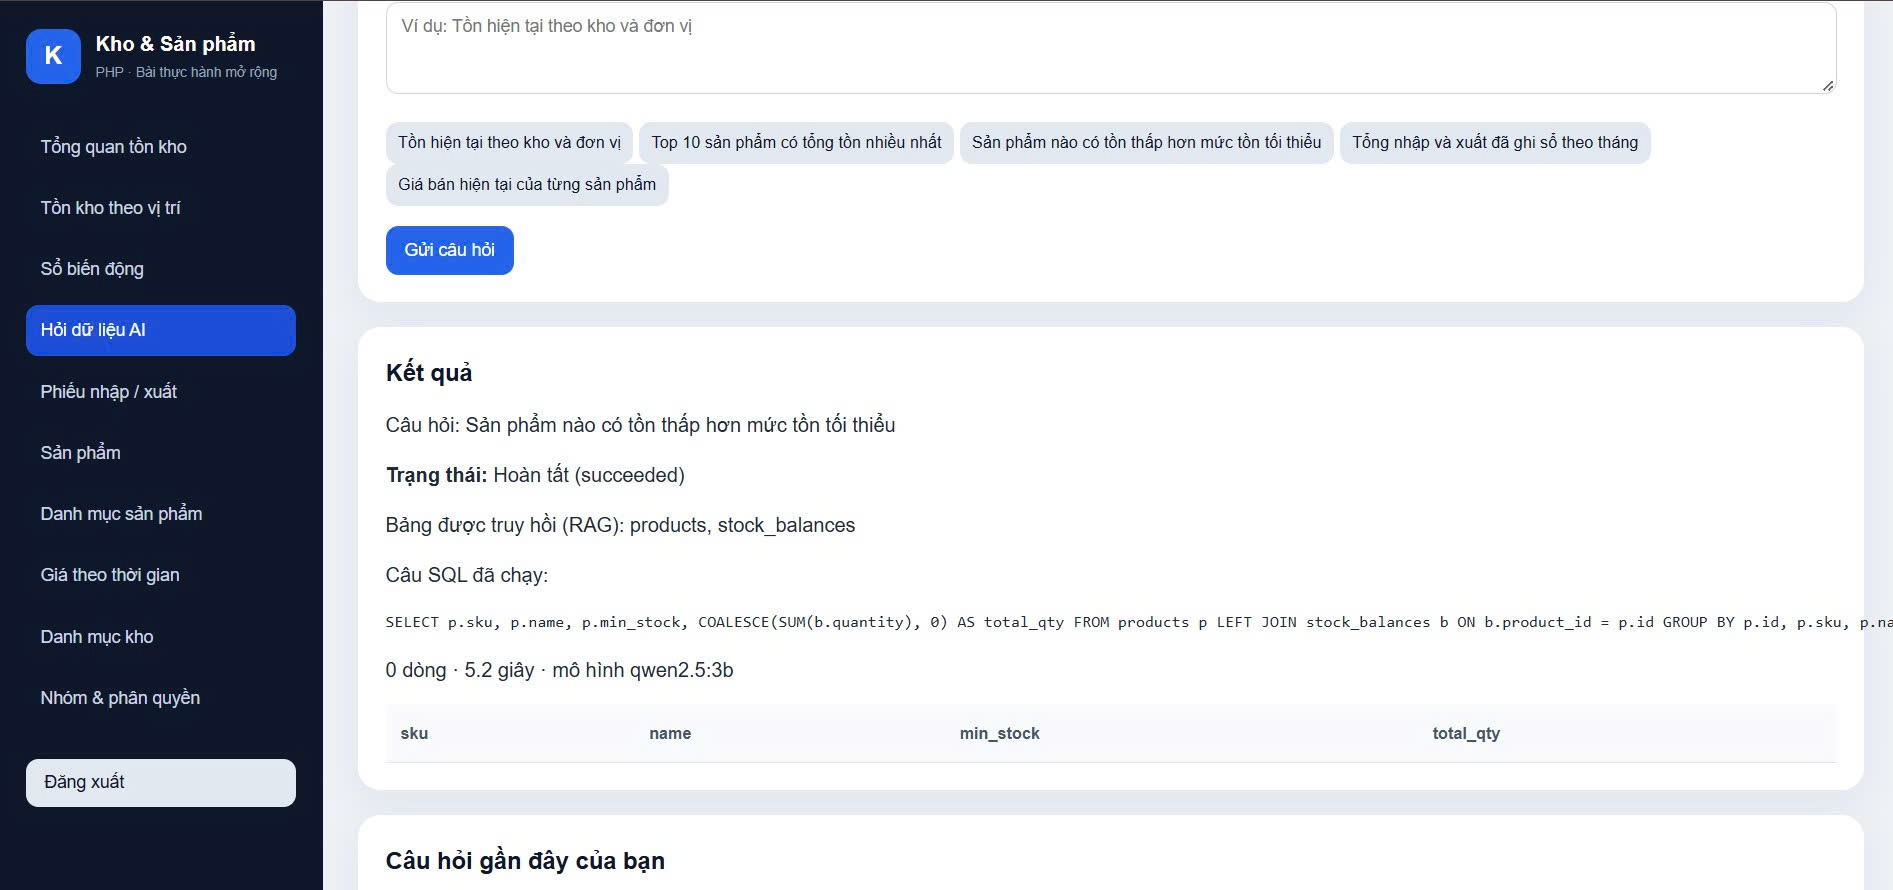 K
Kho & Sản phẩm
PHP · Bài thực hành mở rộng
Tổng quan tồn kho
Tồn kho theo vị trí
Sổ biến động
Hỏi dữ liệu AI
Phiếu nhập / xuất
Sản phẩm
Danh mục sản phẩm
Giá theo thời gian
Danh mục kho
Nhóm & phân quyền
Đăng xuất
Ví dụ: Tồn hiện tại theo kho và đơn vị
Tồn hiện tại theo kho và đơn vị
Top 10 sản phẩm có tổng tồn nhiều nhất
Sản phẩm nào có tồn thấp hơn mức tồn tối thiểu
Tổng nhập và xuất đã ghi sổ theo tháng
Giá bán hiện tại của từng sản phẩm
Gửi câu hỏi
Kết quả
Câu hỏi: Sản phẩm nào có tồn thấp hơn mức tồn tối thiểu
Trạng thái: Hoàn tất (succeeded)
Bảng được truy hồi (RAG): products, stock_balances
Câu SQL đã chạy:
SELECT p.sku, p.name, p.min_stock, COALESCE(SUM(b.quantity), 0) AS total_qty FROM products p LEFT JOIN stock_balances b ON b.product_id = p.id GROUP BY p.id, p.sku, p.na
0 dòng · 5.2 giây · mô hình qwen2.5:3b
sku name min_stock total_qty
Câu hỏi gần đây của bạn